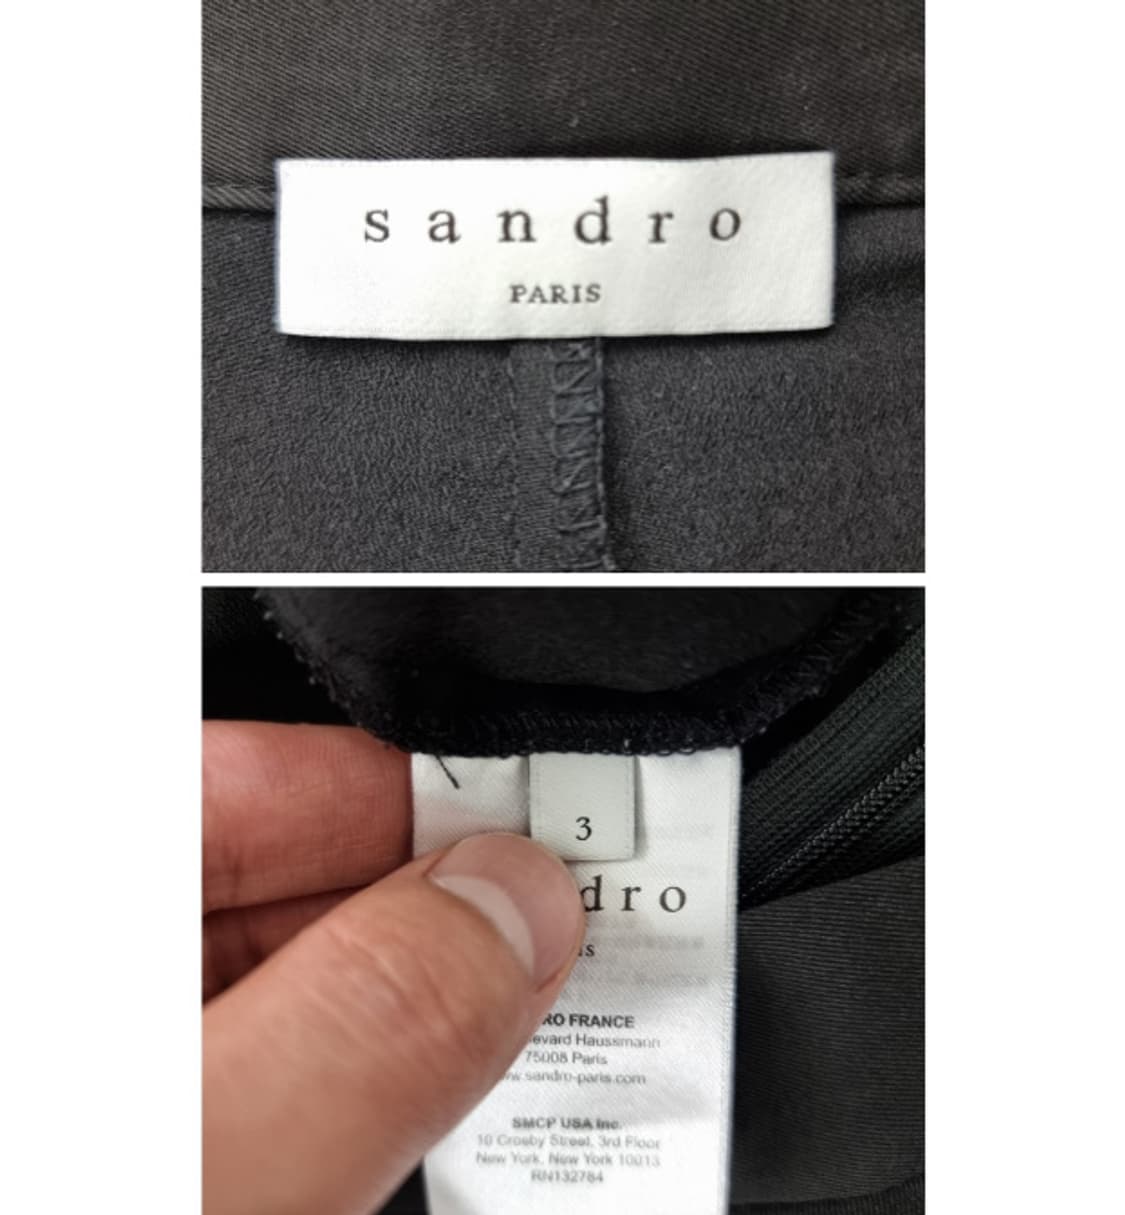 sandro
PARIS
3
dro
is
RO FRANCE
evard Haussmann
75008 Paris
w.sandro-paris.com
SMCP USA Inc.
10 Crosby Street, 3rd Floor
New York, New York 10013
RN132784